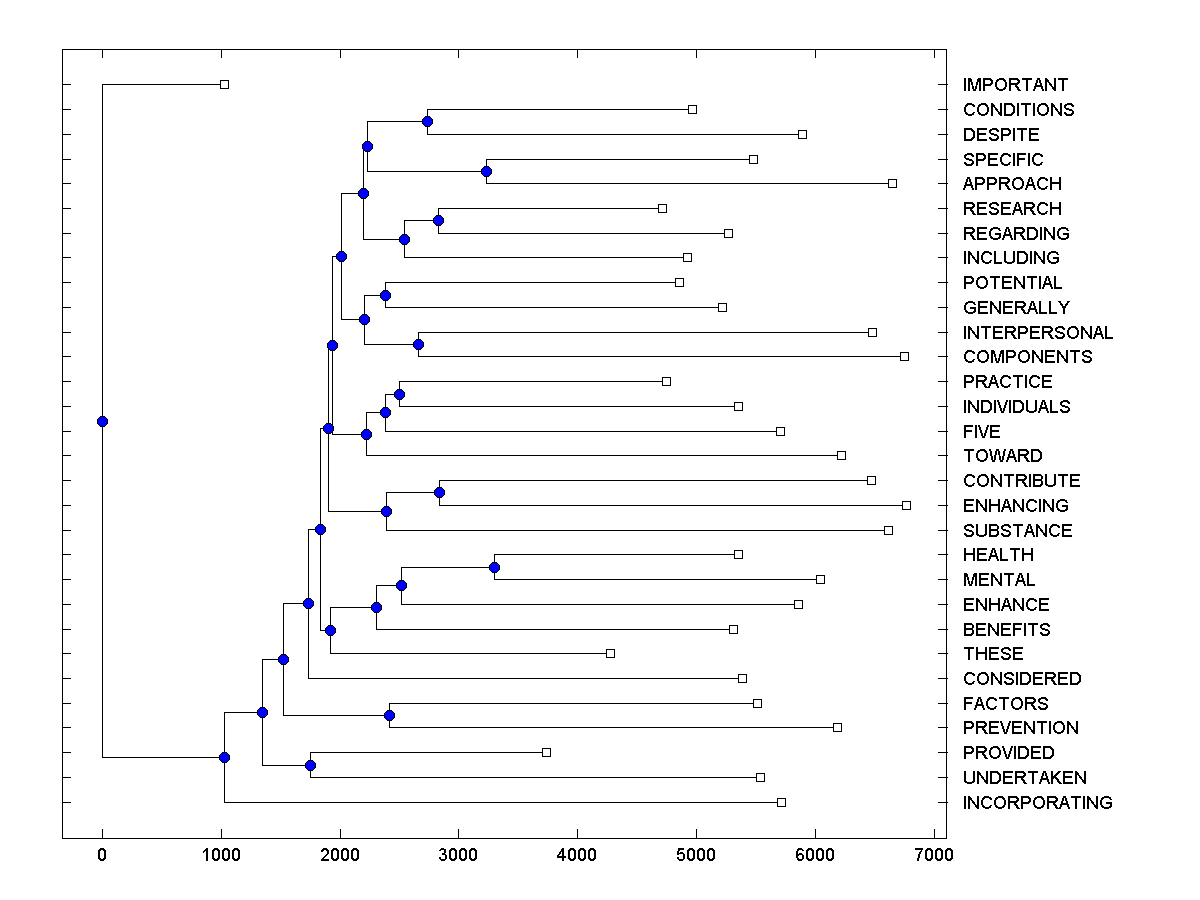 IMPORTANT
CONDITIONS
DESPITE
SPECIFIC
APPROACH
RESEARCH
REGARDING
INCLUDING
POTENTIAL
GENERALLY
INTERPERSONAL
COMPONENTS
PRACTICE
INDIVIDUALS
FIVE
TOWARD
CONTRIBUTE
ENHANCING
SUBSTANCE
HEALTH
MENTAL
ENHANCE
BENEFITS
THESE
CONSIDERED
FACTORS
PREVENTION
PROVIDED
UNDERTAKEN
INCORPORATING
0 1000 2000 3000 4000 5000 6000 7000